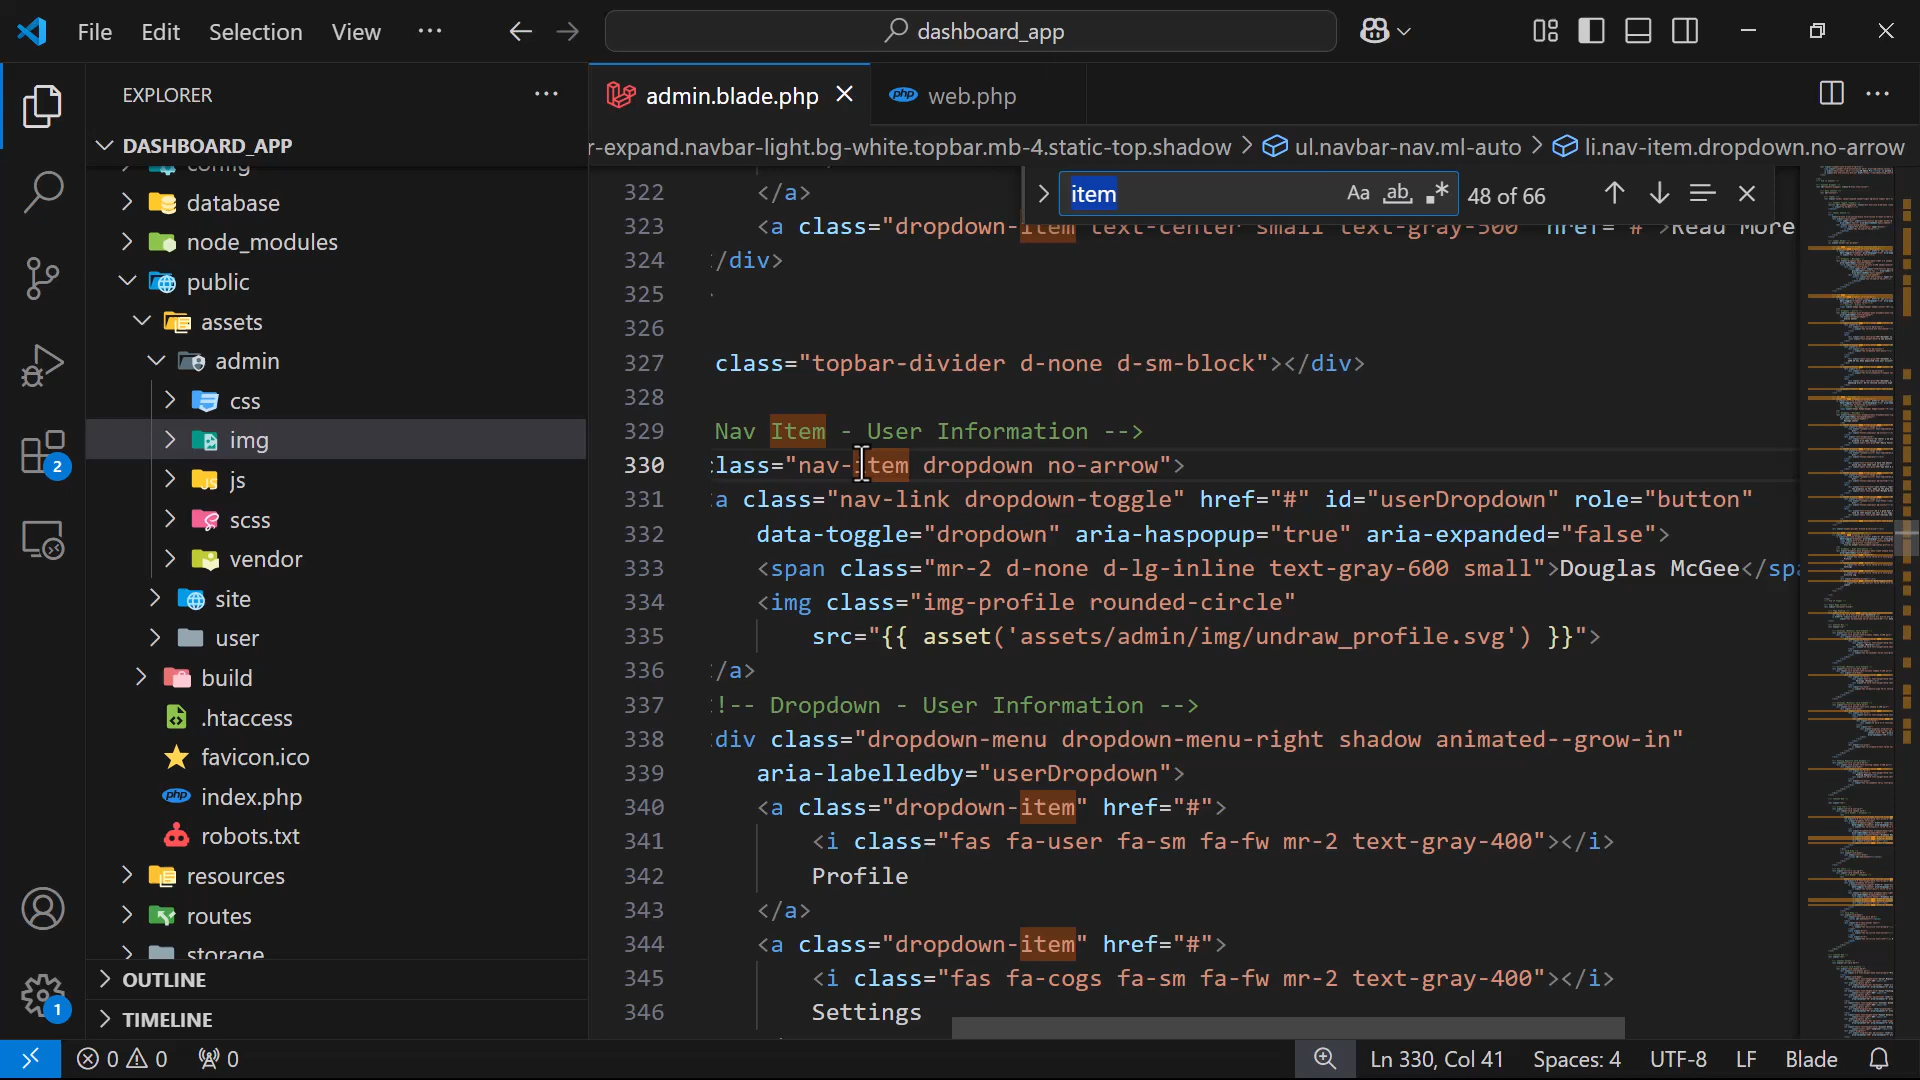 File Edit Selection View ···
dashboard_app
EXPLORER
admin.blade.php
php web.php
DASHBOARD_APP
r-expand.navbar-light.bg-white.topbar.mb-4.static-top.shadow > ul.navbar-nav.ml-auto > li.nav-item.dropdown.no-arrow
config
database
node_modules
public
assets
admin
css
img
js
scss
vendor
site
user
build
.htaccess
favicon.ico
php index.php
robots.txt
resources
routes
storage
OUTLINE
TIMELINE
2
1
item Aa ab 48 of 66
322 </a>
323 <a class="dropdown-item text-center small text-gray-500" href="#">Read More
324 /div>
325
326
327 class="topbar-divider d-none d-sm-block"></div>
328
329 Nav Item - User Information -->
330 lass="nav-item dropdown no-arrow">
331 a class="nav-link dropdown-toggle" href="#" id="userDropdown" role="button"
332 data-toggle="dropdown" aria-haspopup="true" aria-expanded="false">
333 <span class="mr-2 d-none d-lg-inline text-gray-600 small">Douglas McGee</spa
334 <img class="img-profile rounded-circle"
335 src="{{ asset('assets/admin/img/undraw_profile.svg') }}">
336 /a>
337 !-- Dropdown - User Information -->
338 div class="dropdown-menu dropdown-menu-right shadow animated--grow-in"
339 aria-labelledby="userDropdown">
340 <a class="dropdown-item" href="#">
341 <i class="fas fa-user fa-sm fa-fw mr-2 text-gray-400"></i>
342 Profile
343 </a>
344 <a class="dropdown-item" href="#">
345 <i class="fas fa-cogs fa-sm fa-fw mr-2 text-gray-400"></i>
346 Settings
0 0 0
Ln 330, Col 41 Spaces: 4 UTF-8 LF Blade